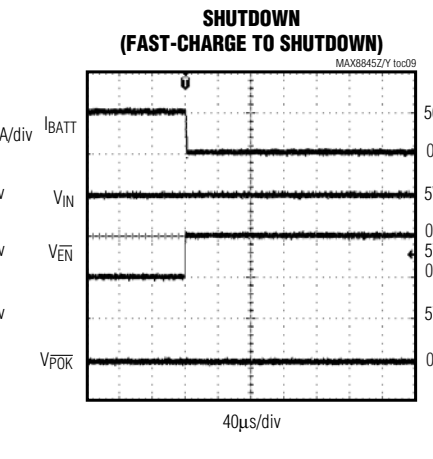 SHUTDOWN
(FAST-CHARGE TO SHUTDOWN)
MAX8845Z/Y toc09
T
A/div IBATT
0
VIN
5
0
VEN
5
0
5
VPOK
0
40µs/div